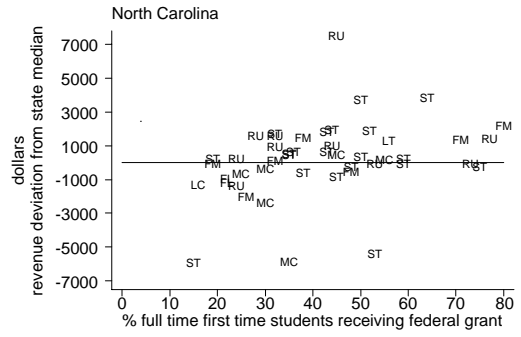 North Carolina
dollars
revenue deviation from state median
7000
5000
3000
1000
-1000
-3000
-5000
-7000
RU
ST
ST
FM
ST
ST
ST
ST
RU
RU
FM
LT
FM
RU
ST
RU
RU
ST
ST
ST
MC
ST
ST
RU
FM
FM
MC
ST
RU
ST
RU
ST
MC
MC
ST
FM
ST
FM
LT
LC
RU
FM
MC
ST
MC
ST
0 10 20 30 40 50 60 70 80
% full time first time students receiving federal grant